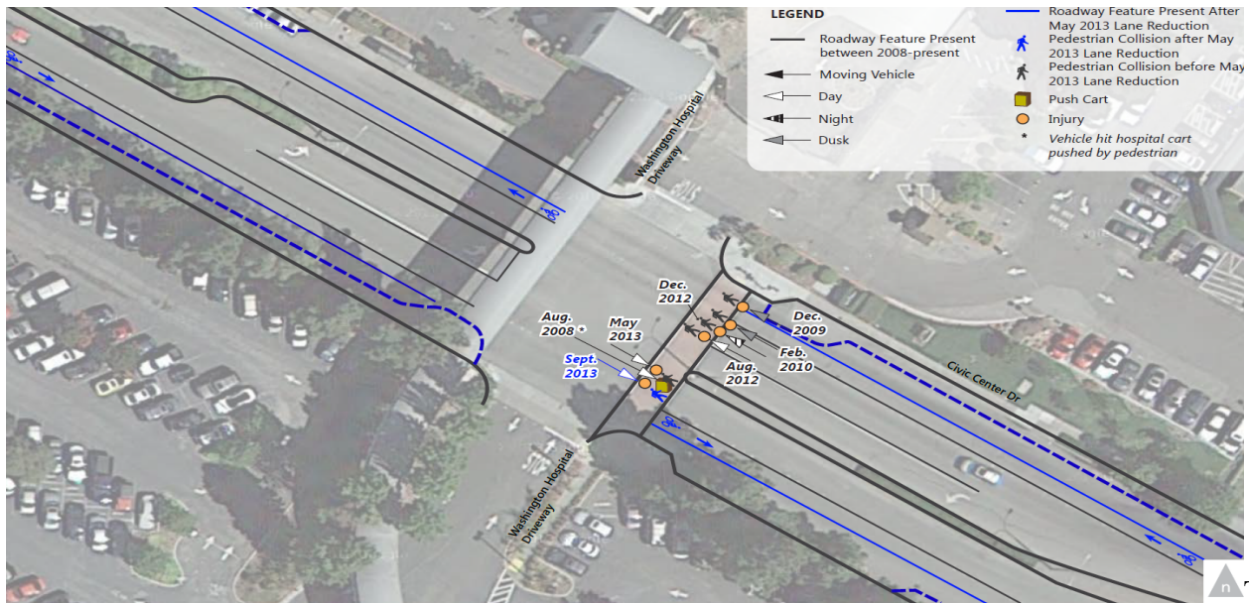 LEGEND
Roadway Feature Present
between 2008-present
Moving Vehicle
Day
Night
Dusk
Roadway Feature Present After
May 2013 Lane Reduction
Pedestrian Collision after May
2013 Lane Reduction
Pedestrian Collision before May
2013 Lane Reduction
Push Cart
Injury
* Vehicle hit hospital cart
pushed by pedestrian
Washington Hospital
Driveway
Dec.
2012
Aug.
2008 *
May
2013
Sept.
2013
Dec.
2009
Feb.
2010
Aug.
2012
Civic Center Dr
Washington Hospital
Driveway
n